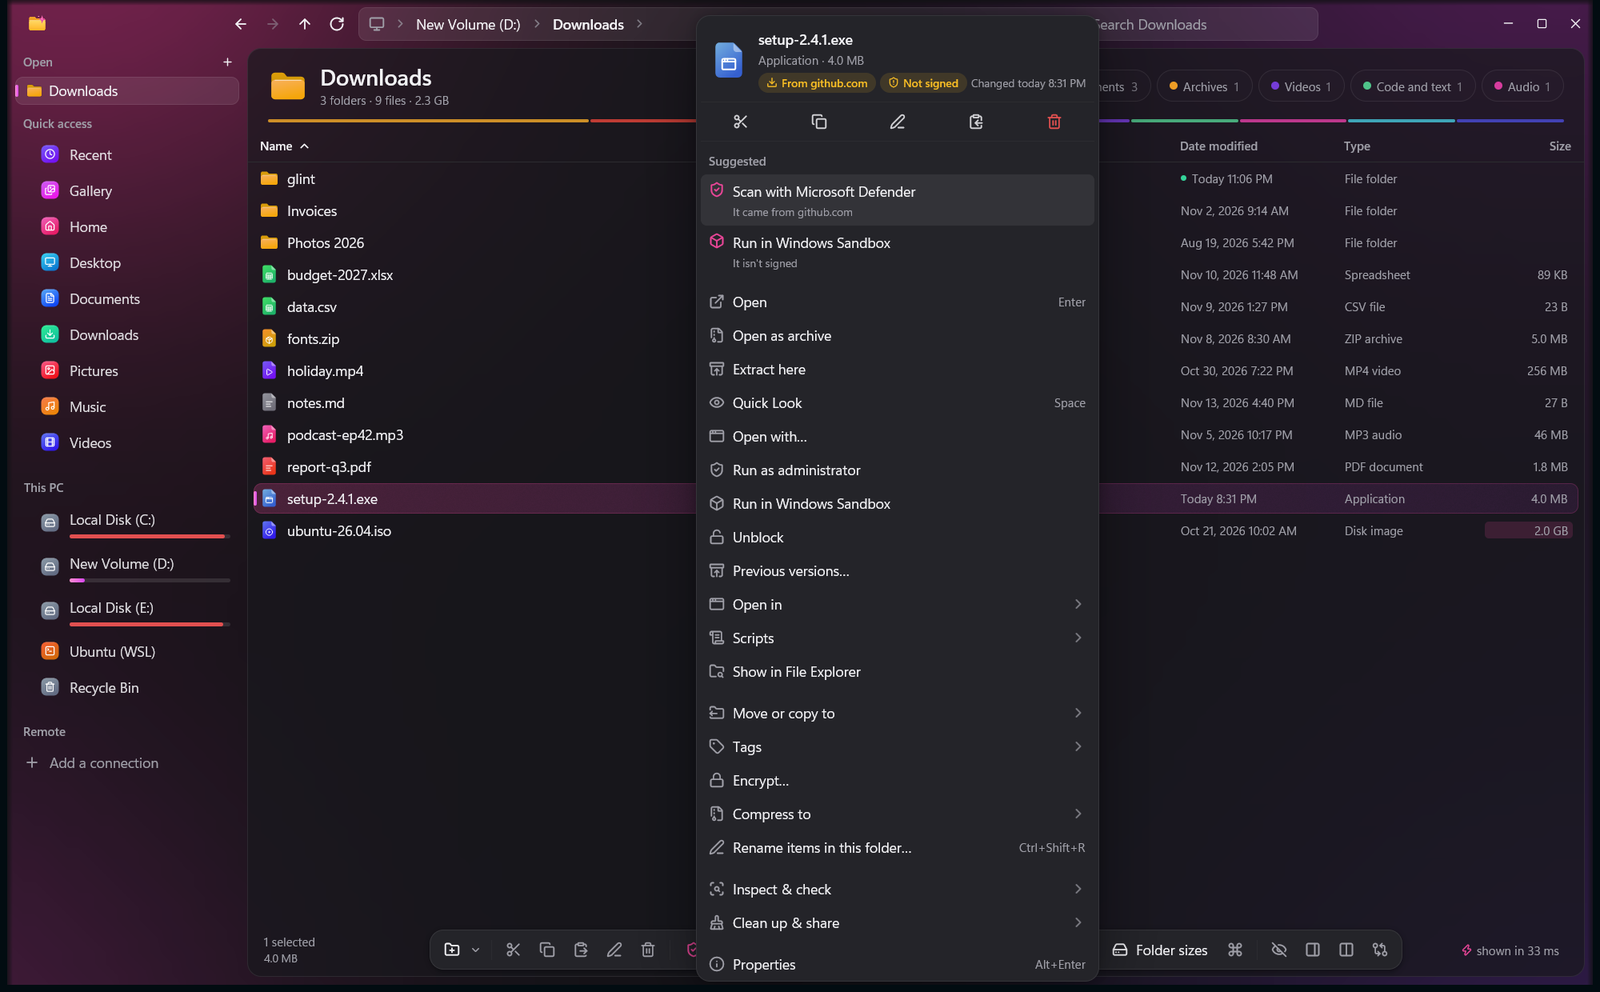 New Volume (D:) Downloads
Search Downloads
Open
Downloads
Quick access
Recent
Gallery
Home
Desktop
Documents
Downloads
Pictures
Music
Videos
This PC
Local Disk (C:)
New Volume (D:)
Local Disk (E:)
Ubuntu (WSL)
Recycle Bin
Remote
Add a connection
Downloads
3 folders · 9 files · 2.3 GB
3
Archives 1
Videos 1
Code and text 1
Audio 1
Name
Date modified
Type
Size
glint
Today 11:06 PM
File folder
Invoices
Nov 2, 2026 9:14 AM
File folder
Photos 2026
Aug 19, 2026 5:42 PM
File folder
budget-2027.xlsx
Nov 10, 2026 11:48 AM
Spreadsheet
89 KB
data.csv
Nov 9, 2026 1:27 PM
CSV file
23 B
fonts.zip
Nov 8, 2026 8:30 AM
ZIP archive
5.0 MB
holiday.mp4
Oct 30, 2026 7:22 PM
MP4 video
256 MB
notes.md
Nov 13, 2026 4:40 PM
MD file
27 B
podcast-ep42.mp3
Nov 5, 2026 10:17 PM
MP3 audio
46 MB
report-q3.pdf
Nov 12, 2026 2:05 PM
PDF document
1.8 MB
setup-2.4.1.exe
Today 8:31 PM
Application
4.0 MB
ubuntu-26.04.iso
Oct 21, 2026 10:02 AM
Disk image
2.0 GB
setup-2.4.1.exe
Application · 4.0 MB
From github.com Not signed Changed today 8:31 PM
Suggested
Scan with Microsoft Defender
It came from github.com
Run in Windows Sandbox
It isn't signed
Open Enter
Open as archive
Extract here
Quick Look Space
Open with...
Run as administrator
Run in Windows Sandbox
Unblock
Previous versions...
Open in
Scripts
Show in File Explorer
Move or copy to
Tags
Encrypt...
Compress to
Rename items in this folder... Ctrl+Shift+R
Inspect & check
Clean up & share
Properties Alt+Enter
1 selected
4.0 MB
Folder sizes
shown in 33 ms